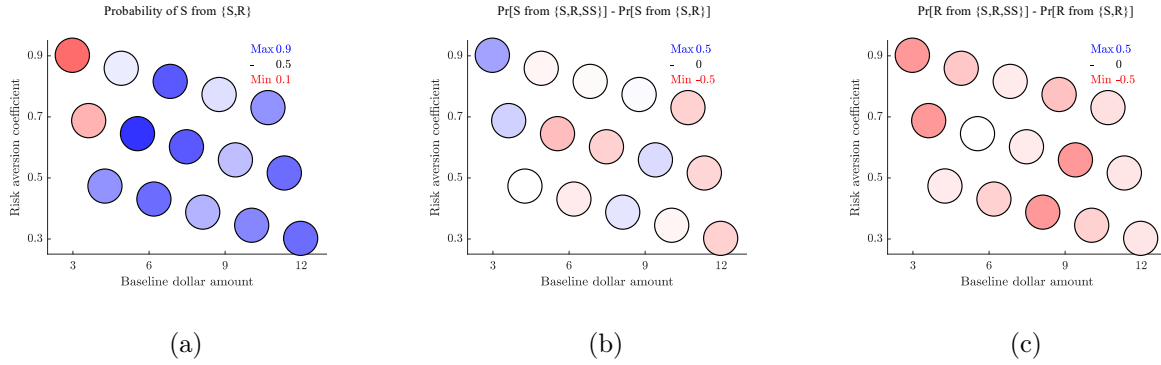 Probability of S from {S,R}
Max 0.9
- 0.5
Min 0.1
0.9
0.7
0.5
0.3
Risk aversion coefficient
3 6 9 12
Baseline dollar amount
(a)
Pr[S from {S,R,SS}] - Pr[S from {S,R}]
Max 0.5
- 0
Min -0.5
0.9
0.7
0.5
0.3
Risk aversion coefficient
3 6 9 12
Baseline dollar amount
(b)
Pr[R from {S,R,SS}] - Pr[R from {S,R}]
Max 0.5
- 0
Min -0.5
0.9
0.7
0.5
0.3
Risk aversion coefficient
3 6 9 12
Baseline dollar amount
(c)